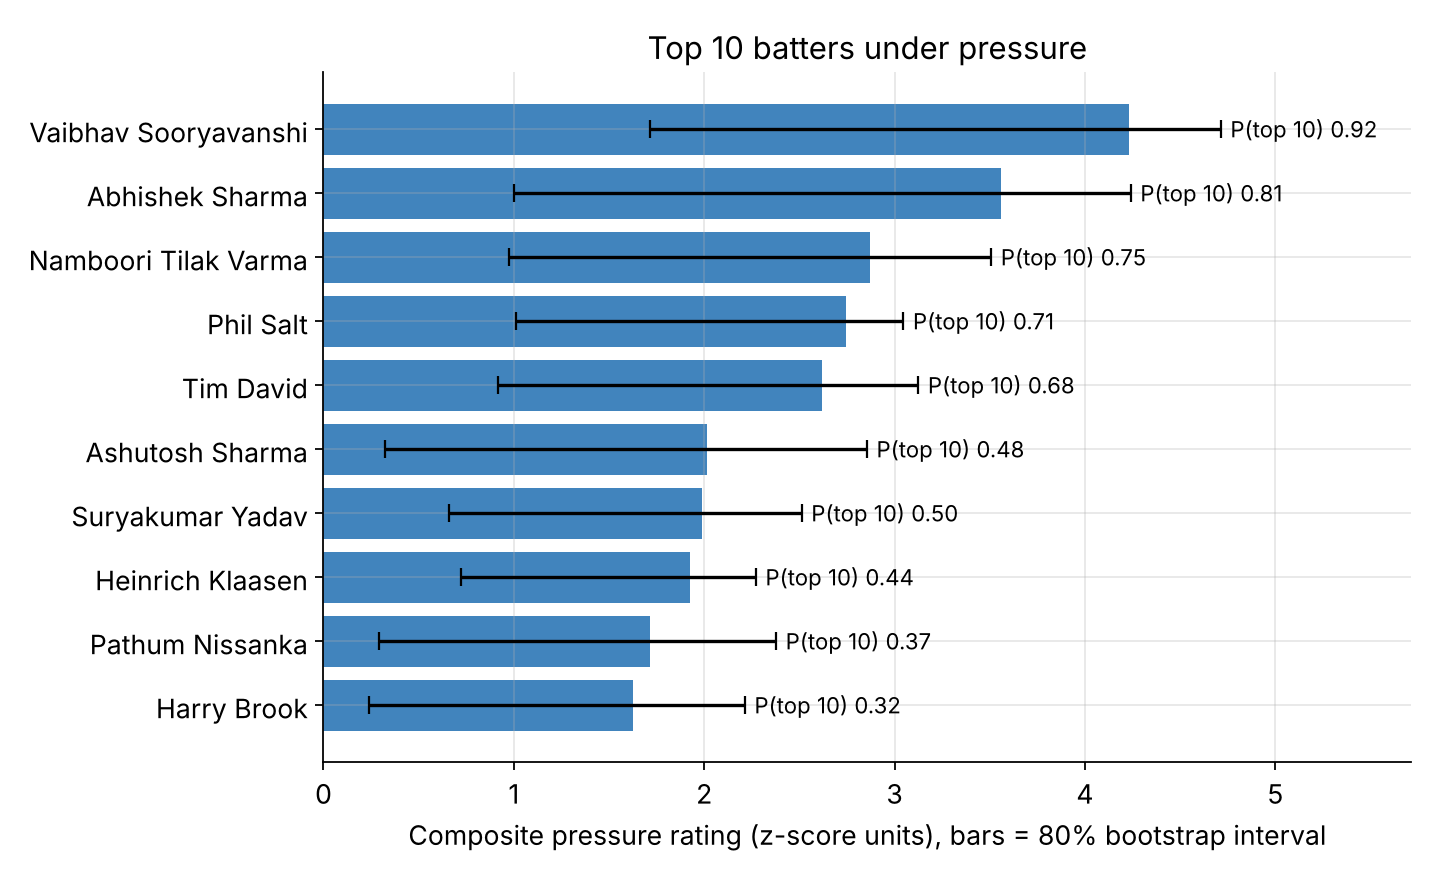 Top 10 batters under pressure
Vaibhav Sooryavanshi P(top 10) 0.92
Abhishek Sharma P(top 10) 0.81
Namboori Tilak Varma P(top 10) 0.75
Phil Salt P(top 10) 0.71
Tim David P(top 10) 0.68
Ashutosh Sharma P(top 10) 0.48
Suryakumar Yadav P(top 10) 0.50
Heinrich Klaasen P(top 10) 0.44
Pathum Nissanka P(top 10) 0.37
Harry Brook P(top 10) 0.32
0 1 2 3 4 5
Composite pressure rating (z-score units), bars = 80% bootstrap interval